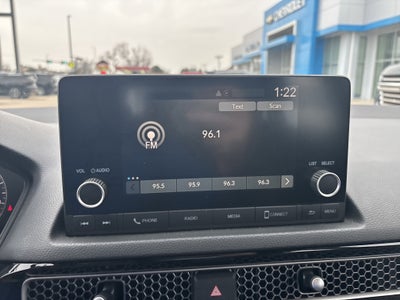 CHEVROLET
1:22
Text Scan
FM
96.1
VOL AUDIO
LIST SELECT
95.5 95.9 96.3 96.3
PHONE RADIO MEDIA CONNECT MENU